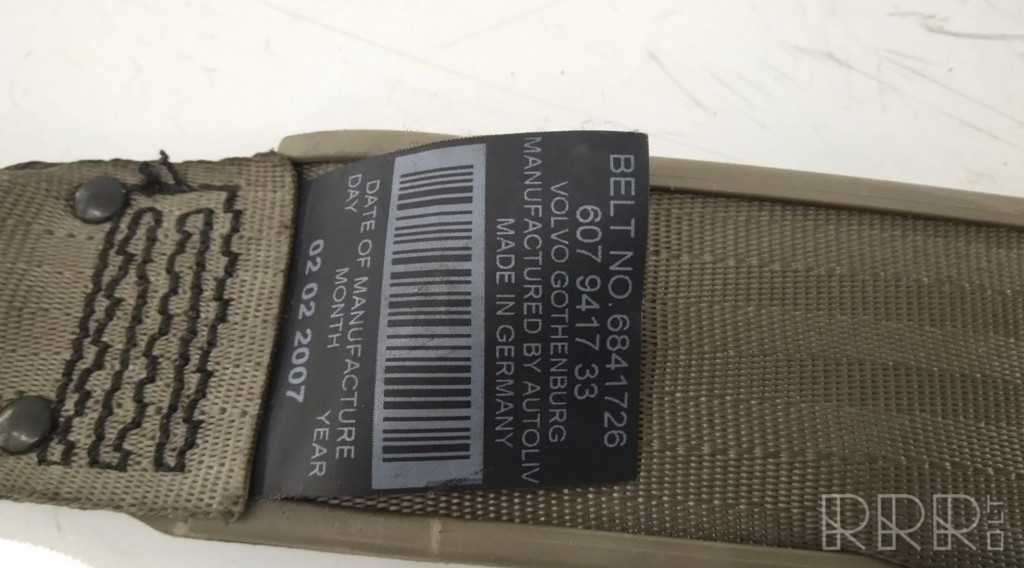 BELT NO. 6841726
607 9417 33
VOLVO GOTHENBURG
MANUFACTURED BY AUTOLIV
MADE IN GERMANY
DATE OF MANUFACTURE
DAY MONTH YEAR
02 02 2007
RRR.LT